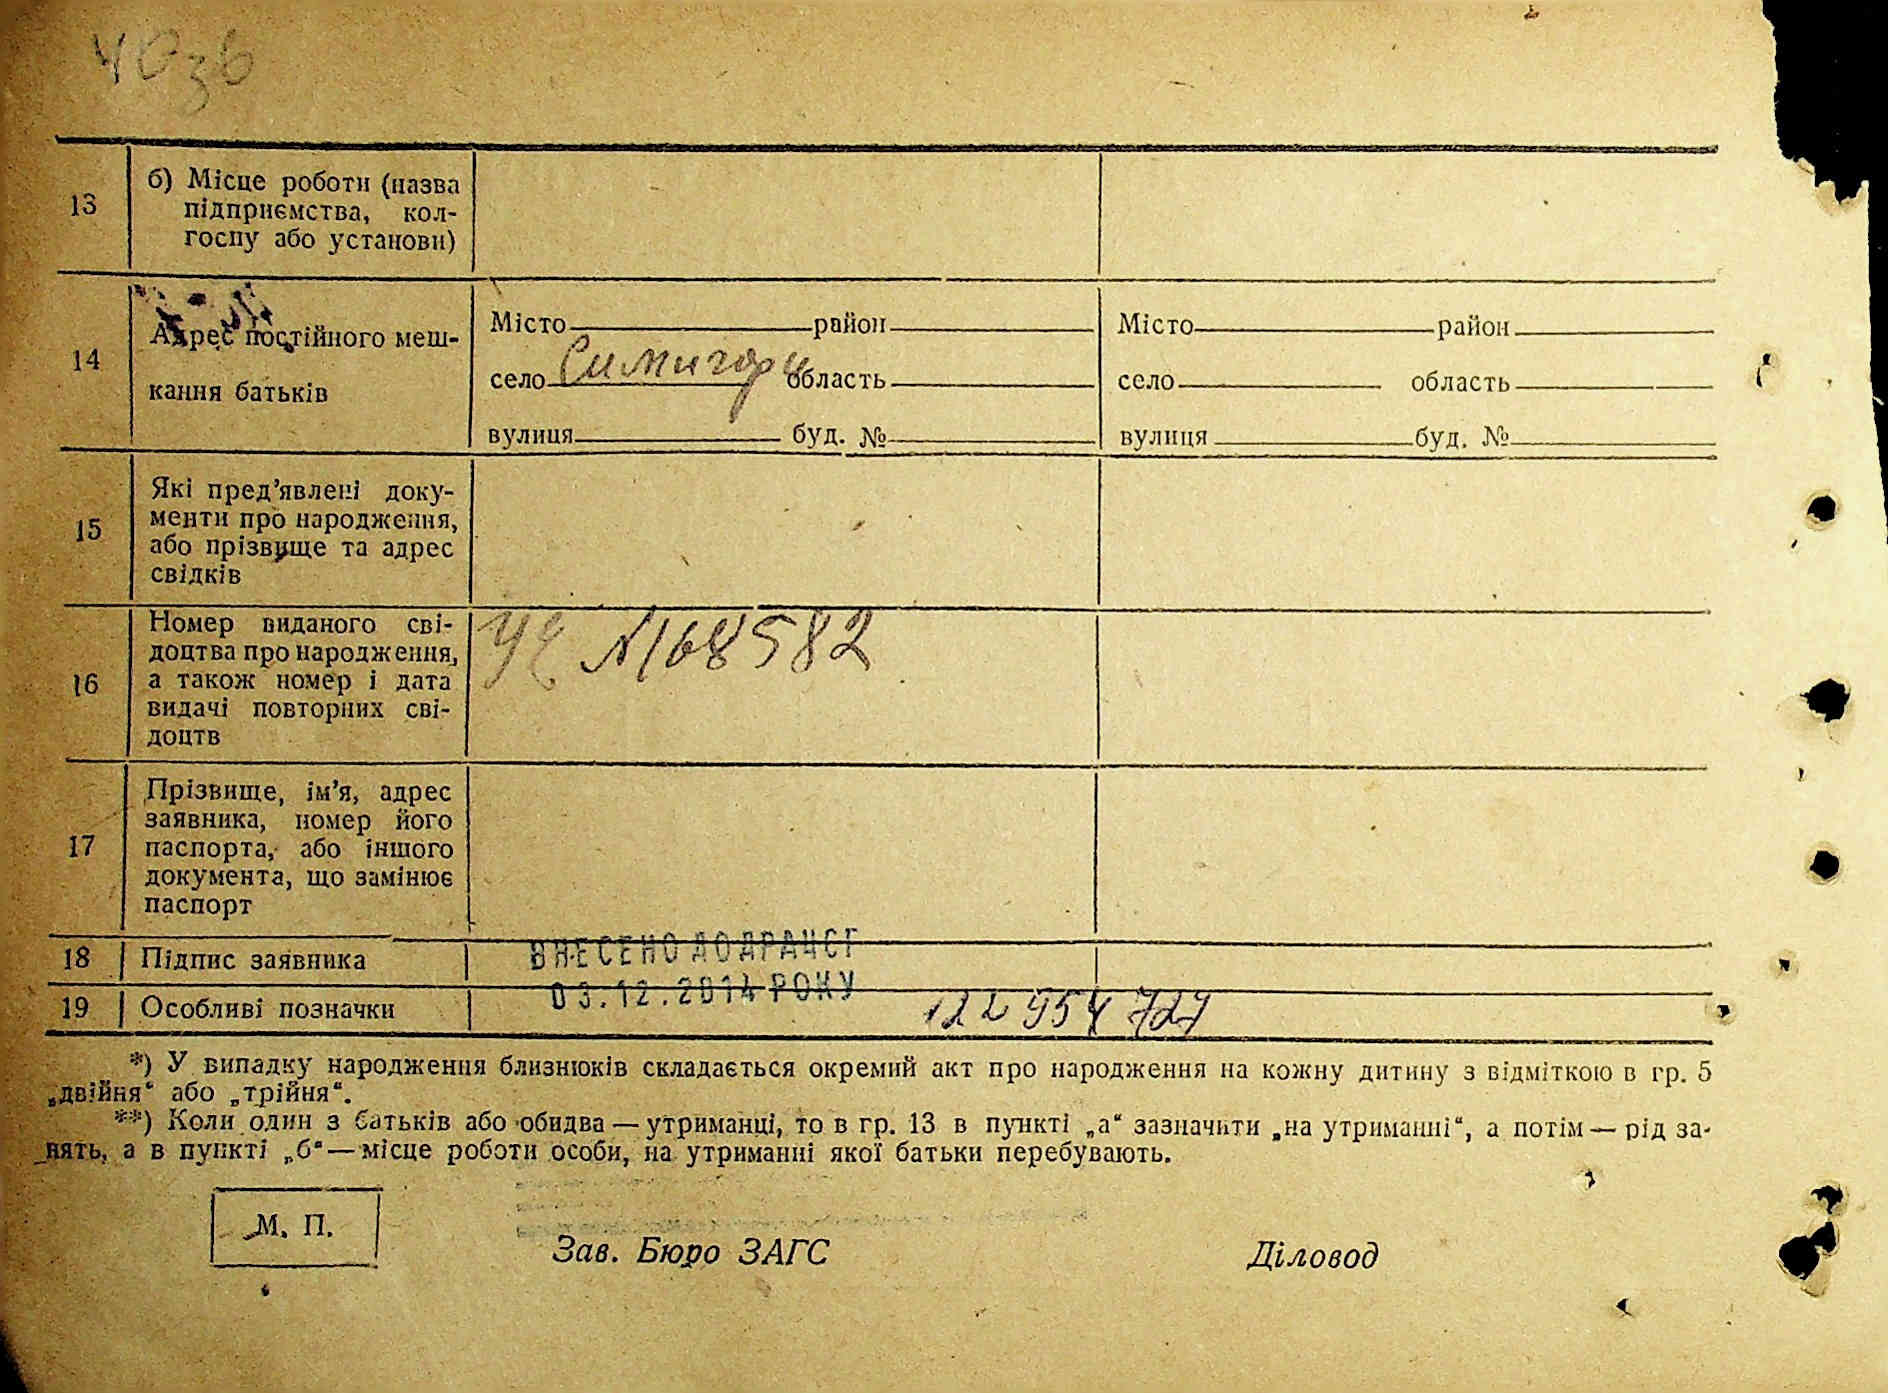 13
б) Місце роботи (назва
підприємства, кол-
госпу або установи)
14
Адрес постійного меш-
кання батьків
Місто район
село Симигори область
вулиця буд. №
Місто район
село область
вулиця буд. №
15
Які пред’явлені доку-
менти про народження,
або прізвище та адрес
свідків
16
Номер виданого сві-
доцтва про народження,
а також номер і дата
видачі повторних сві-
доцтв
№168582
17
Прізвище, ім’я, адрес
заявника, номер його
паспорта, або іншого
документа, що замінює
паспорт
18 Підпис заявника
ВНЕСЕНО ДО ДРАЦСГ
03.12.2014 РОКУ
19 Особливі позначки
122 954 727
*) У випадку народження близнюків складається окремий акт про народження на кожну дитину з відміткою в гр. 5
„двійня“ або „трійня“.
**) Коли один з батьків або обидва — утриманці, то в гр. 13 в пункті „а“ зазначити „на утриманні“, а потім — рід за-
нять, а в пункті „б“ — місце роботи особи, на утриманні якої батьки перебувають.
М. П.
Зав. Бюро ЗАГС
Діловод